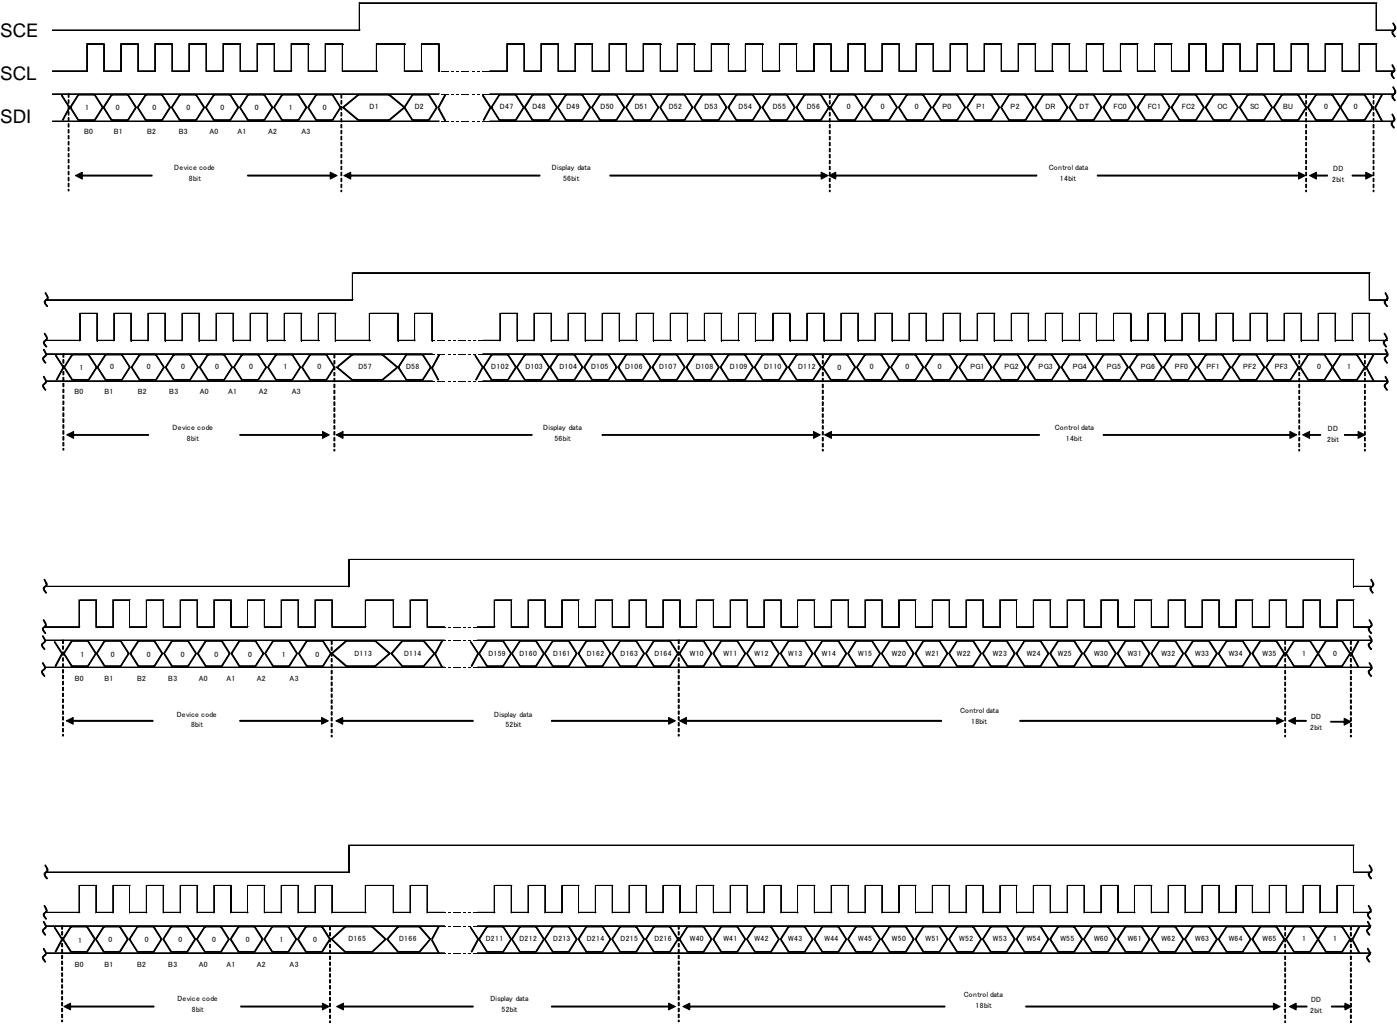 SCE
SCL
SDI
1 0 0 0 0 0 1 0 D1 D2 D47 D48 D49 D50 D51 D52 D53 D54 D55 D56 0 0 0 P0 P1 P2 DR DT FC0 FC1 FC2 OC SC BU 0 0
B0 B1 B2 B3 A0 A1 A2 A3
Device code Display data Control data DD
8bit 56bit 14bit 2bit
1 0 0 0 0 0 1 0 D57 D58 D102 D103 D104 D105 D106 D107 D108 D109 D110 D112 0 0 0 0 PG1 PG2 PG3 PG4 PG5 PG6 PF0 PF1 PF2 PF3 0 1
B0 B1 B2 B3 A0 A1 A2 A3
Device code Display data Control data DD
8bit 56bit 14bit 2bit
1 0 0 0 0 0 1 0 D113 D114 D159 D160 D161 D162 D163 D164 W10 W11 W12 W13 W14 W15 W20 W21 W22 W23 W24 W25 W30 W31 W32 W33 W34 W35 1 0
B0 B1 B2 B3 A0 A1 A2 A3
Device code Display data Control data DD
8bit 52bit 18bit 2bit
1 0 0 0 0 0 1 0 D165 D166 D211 D212 D213 D214 D215 D216 W40 W41 W42 W43 W44 W45 W50 W51 W52 W53 W54 W55 W60 W61 W62 W63 W64 W65 1 1
B0 B1 B2 B3 A0 A1 A2 A3
Device code Display data Control data DD
8bit 52bit 18bit 2bit